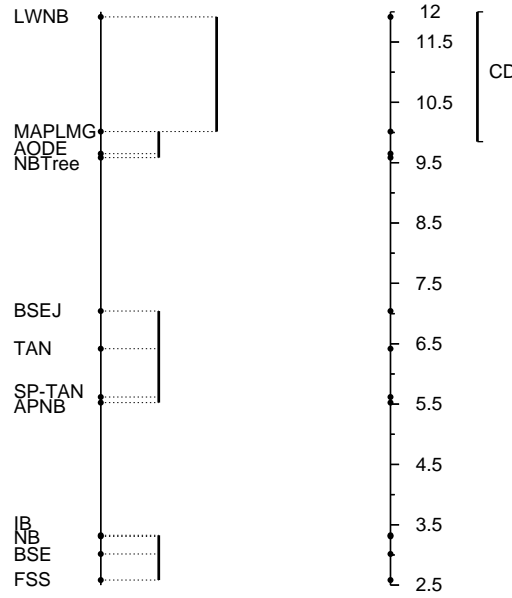 LWNB
MAPLMG
AODE
NBTree
BSEJ
TAN
SP-TAN
APNB
IB
NB
BSE
FSS
12
11.5
10.5
9.5
8.5
7.5
6.5
5.5
4.5
3.5
2.5
CD